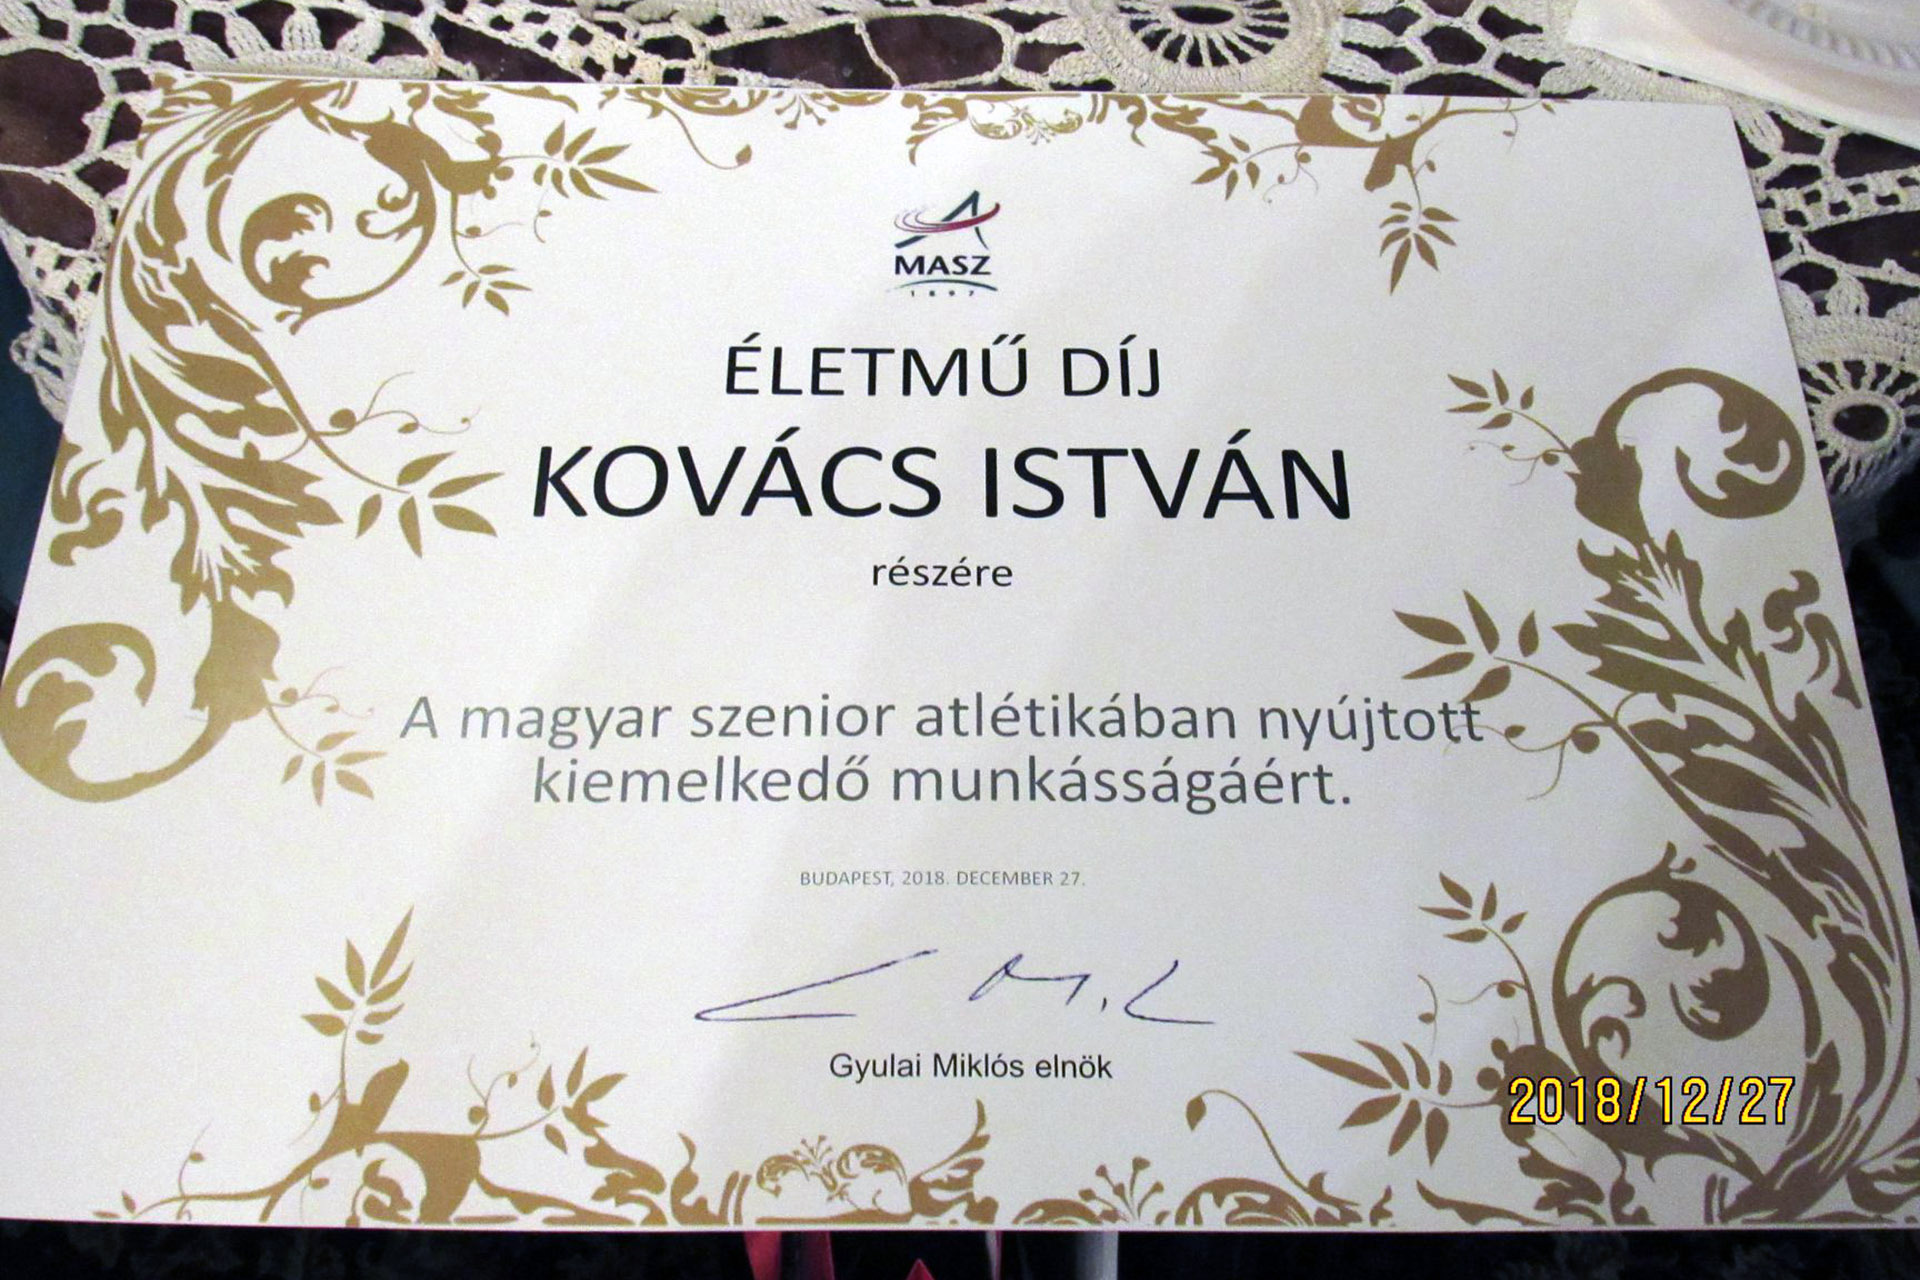 MASZ
1897
ÉLETMŰ DÍJ
KOVÁCS ISTVÁN
részére
A magyar szenior atlétikában nyújtott
kiemelkedő munkásságáért.
BUDAPEST, 2018. DECEMBER 27.
Gyulai Miklós elnök
2018/12/27